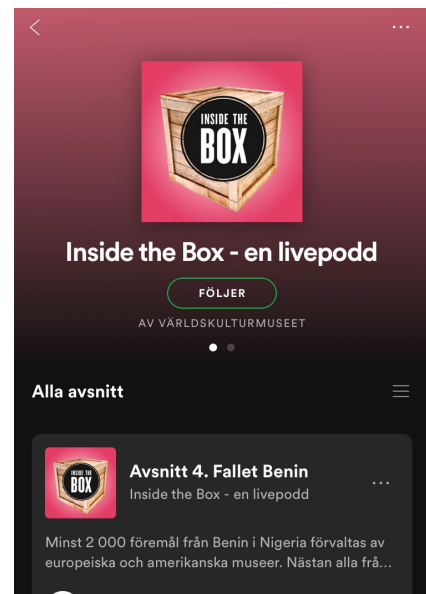 INSIDE THE
BOX
Inside the Box - en livepodd
FÖLJER
AV VÄRLDSKULTURMUSEET
Alla avsnitt
INSIDE THE
BOX
Avsnitt 4. Fallet Benin
Inside the Box - en livepodd
Minst 2 000 föremål från Benin i Nigeria förvaltas av
europeiska och amerikanska museer. Nästan alla frå...